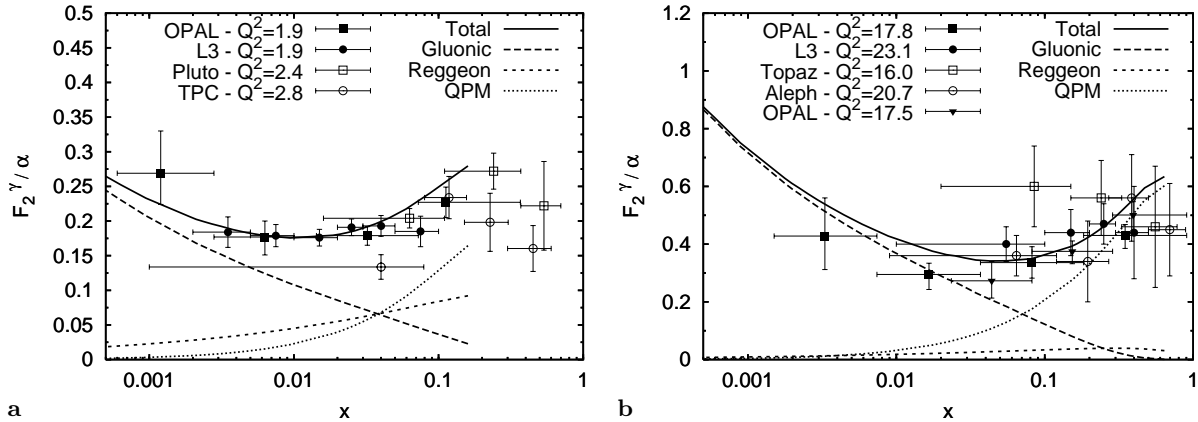 0.5
0.45
0.4
0.35
0.3
0.25
0.2
0.15
0.1
0.05
0
F₂^γ/α
OPAL - Q²=1.9
L3 - Q²=1.9
Pluto - Q²=2.4
TPC - Q²=2.8
Total
Gluonic
Reggeon
QPM
0.001 0.01 0.1 1
x
a
1.2
1
0.8
0.6
0.4
0.2
0
F₂^γ/α
OPAL - Q²=17.8
L3 - Q²=23.1
Topaz - Q²=16.0
Aleph - Q²=20.7
OPAL - Q²=17.5
Total
Gluonic
Reggeon
QPM
0.001 0.01 0.1 1
x
b